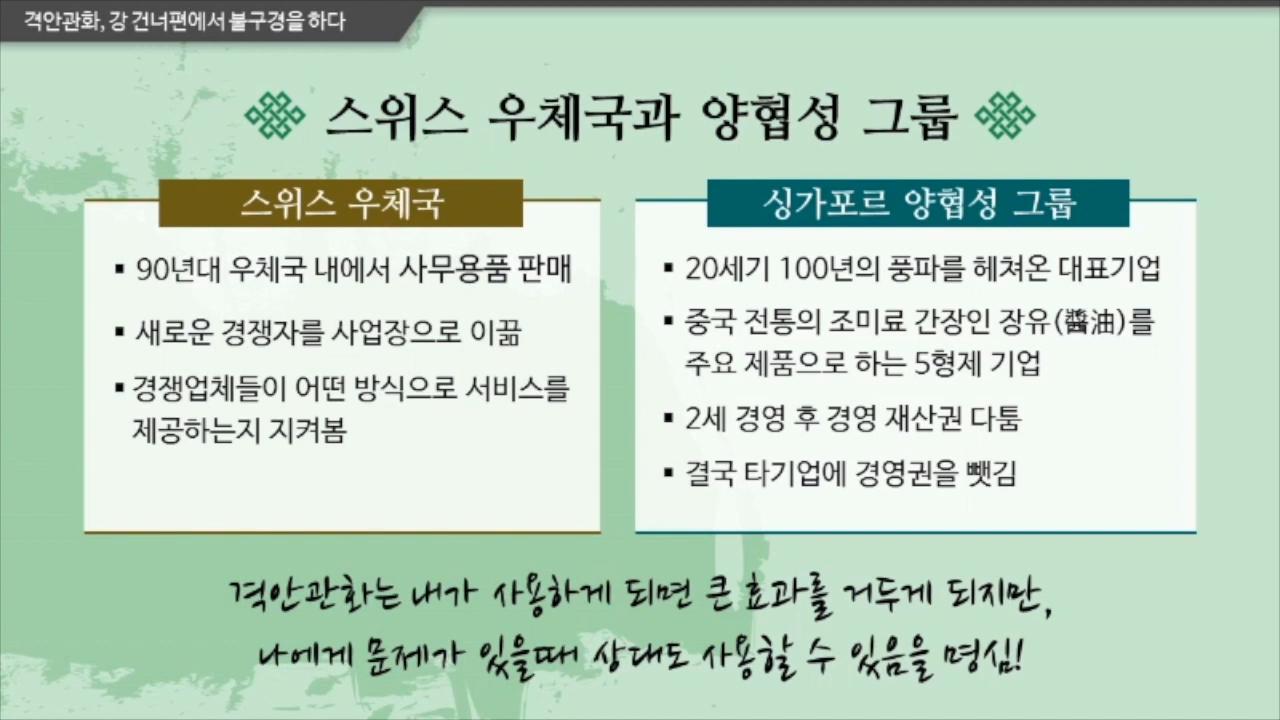 격안관화, 강 건너편에서 불구경을 하다
스위스 우체국과 양협성 그룹
스위스 우체국
▪ 90년대 우체국 내에서 사무용품 판매
▪ 새로운 경쟁자를 사업장으로 이끎
▪ 경쟁업체들이 어떤 방식으로 서비스를
제공하는지 지켜봄
싱가포르 양협성 그룹
▪ 20세기 100년의 풍파를 헤쳐온 대표기업
▪ 중국 전통의 조미료 간장인 장유(醬油)를
주요 제품으로 하는 5형제 기업
▪ 2세 경영 후 경영 재산권 다툼
▪ 결국 타기업에 경영권을 뺏김
격안관화는 내가 사용하게 되면 큰 효과를 거두게 되지만,
나에게 문제가 있을때 상대도 사용할 수 있음을 명심!